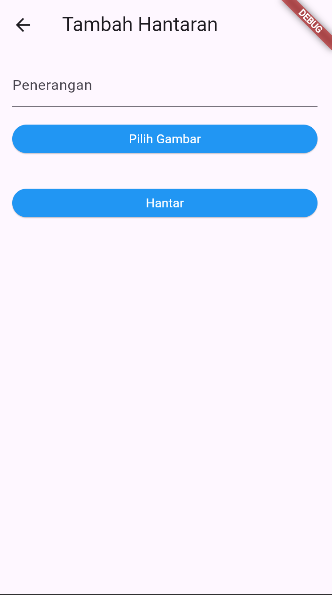 Tambah Hantaran
DEBUG
Penerangan
Pilih Gambar
Hantar